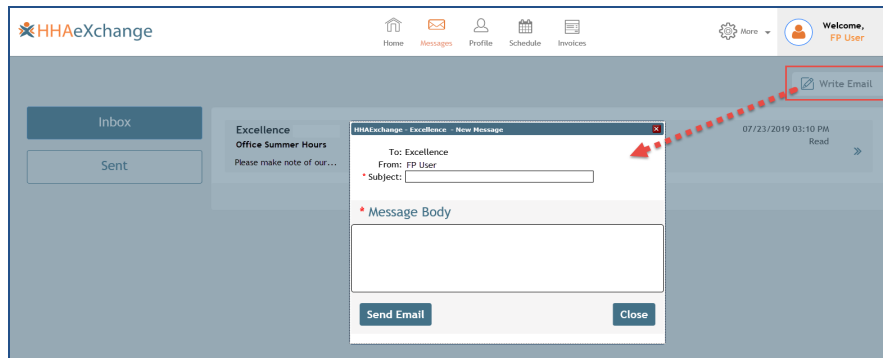 HHAeXchange
Home Messages Profile Schedule Invoices
More
Welcome,
FP User
Write Email
Inbox
Sent
Excellence
Office Summer Hours
Please make note of our...
07/23/2019 03:10 PM
Read
HHAExchange - Excellence - New Message
To: Excellence
From: FP User
* Subject:
* Message Body
Send Email Close